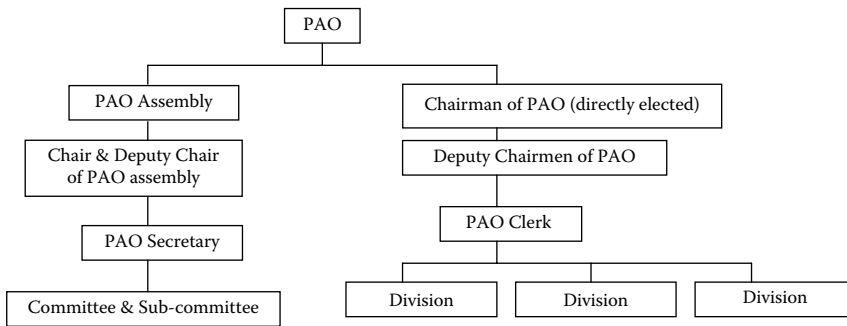 PAO
PAO Assembly
Chairman of PAO (directly elected)
Chair & Deputy Chair
of PAO assembly
Deputy Chairmen of PAO
PAO Secretary
PAO Clerk
Committee & Sub-committee
Division
Division
Division